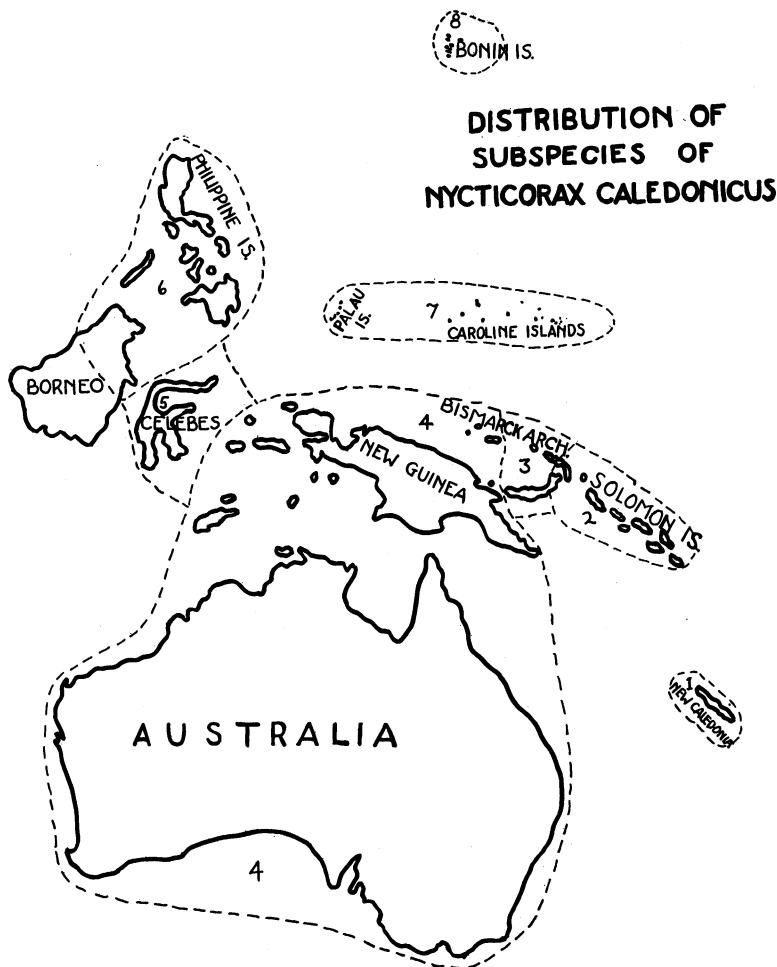 8
BONIN IS.
DISTRIBUTION OF
SUBSPECIES OF
NYCTICORAX CALEDONICUS
PHILIPPINE IS.
6
PALAU
IS.
7
CAROLINE ISLANDS
BORNEO
5
CELEBES
4
BISMARCK ARCH.
3
NEW GUINEA
SOLOMON IS.
2
1
NEW CALEDONIA
AUSTRALIA
4